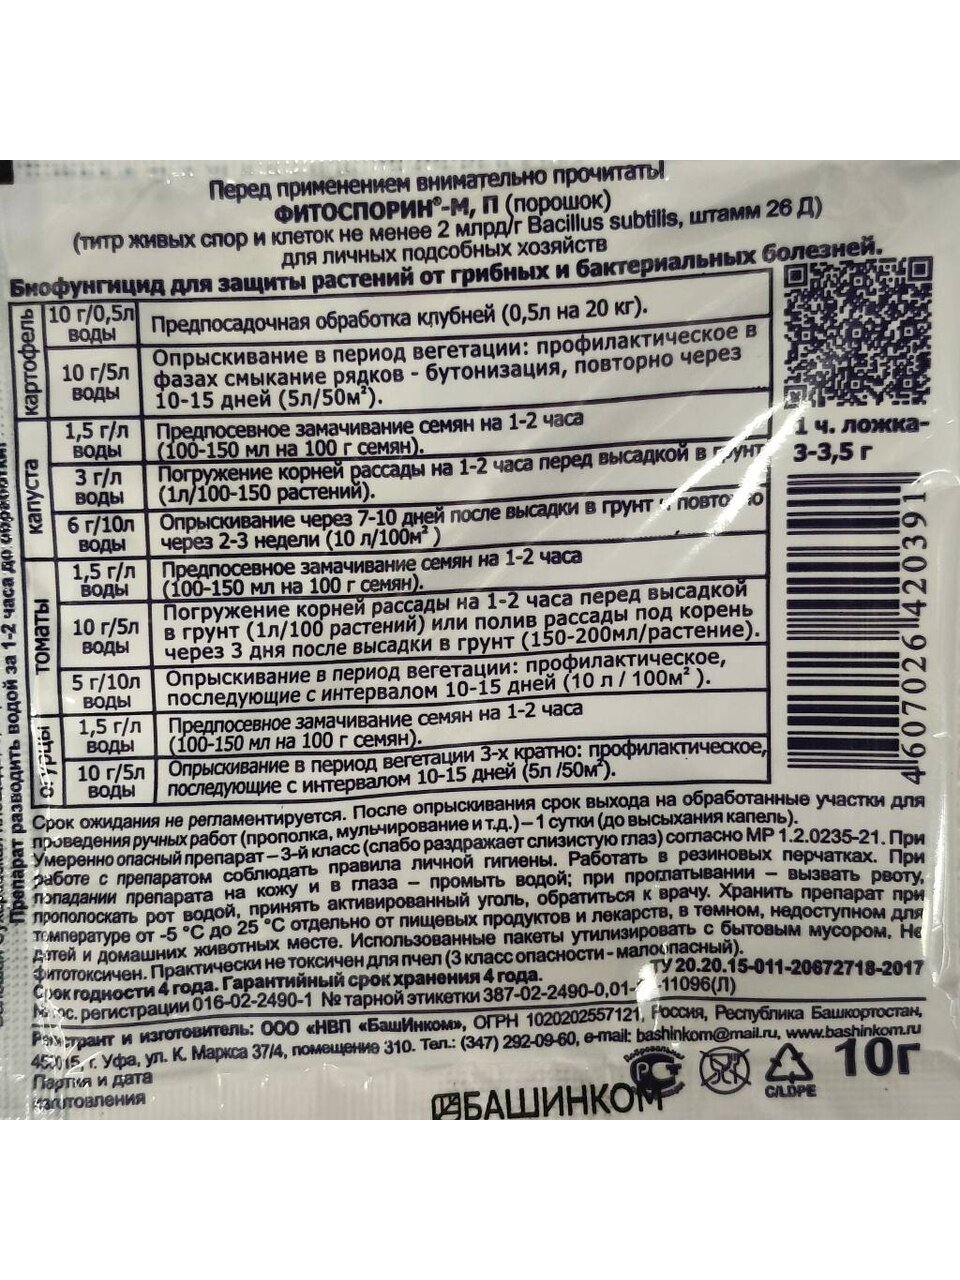 Перед применением внимательно прочитать!
ФИТОСПОРИН®-М, П (порошок)
(титр живых спор и клеток не менее 2 млрд/г Bacillus subtilis, штамм 26 Д)
для личных подсобных хозяйств
Биофунгицид для защиты растений от грибных и бактериальных болезней.
картофель
10 г/0,5л
воды
Предпосадочная обработка клубней (0,5л на 20 кг).
10 г/5л
воды
Опрыскивание в период вегетации: профилактическое в
фазах смыкание рядков - бутонизация, повторно через
10-15 дней (5л/50м²).
капуста
1,5 г/л
воды
Предпосевное замачивание семян на 1-2 часа
(100-150 мл на 100 г семян).
3 г/л
воды
Погружение корней рассады на 1-2 часа перед высадкой в грунт
(1л/100-150 растений).
6 г/10л
воды
Опрыскивание через 7-10 дней после высадки в грунт и повторно
через 2-3 недели (10 л/100м²)
томаты
1,5 г/л
воды
Предпосевное замачивание семян на 1-2 часа
(100-150 мл на 100 г семян).
10 г/5л
воды
Погружение корней рассады на 1-2 часа перед высадкой
в грунт (1л/100 растений) или полив рассады под корень
через 3 дня после высадки в грунт (150-200мл/растение).
5 г/10л
воды
Опрыскивание в период вегетации: профилактическое,
последующие с интервалом 10-15 дней (10 л / 100м²).
огурцы
1,5 г/л
воды
Предпосевное замачивание семян на 1-2 часа
(100-150 мл на 100 г семян).
10 г/5л
воды
Опрыскивание в период вегетации 3-х кратно: профилактическое,
последующие с интервалом 10-15 дней (5л /50м²).
1 ч. ложка-
3-3,5 г
4607026420391
Препарат разводить водой за 1-2 часа до обработки!
Срок ожидания не регламентируется. После опрыскивания срок выхода на обработанные участки для
проведения ручных работ (прополка, мульчирование и т.д.) – 1 сутки (до высыхания капель).
Умеренно опасный препарат – 3-й класс (слабо раздражает слизистую глаз) согласно МР 1.2.0235-21. При
работе с препаратом соблюдать правила личной гигиены. Работать в резиновых перчатках. При
попадании препарата на кожу и в глаза – промыть водой; при проглатывании – вызвать рвоту,
прополоскать рот водой, принять активированный уголь, обратиться к врачу. Хранить препарат при
температуре от -5 °С до 25 °С отдельно от пищевых продуктов и лекарств, в темном, недоступном для
детей и домашних животных месте. Использованные пакеты утилизировать с бытовым мусором. Не
фитотоксичен. Практически не токсичен для пчел (3 класс опасности - малоопасный).
Срок годности 4 года. Гарантийный срок хранения 4 года.
ТУ 20.20.15-011-20672718-2017
регистрации 016-02-2490-1 № тарной этикетки 387-02-2490-0,01-
11096(Л)
Регистрант и изготовитель: ООО «НВП «БашИнком», ОГРН 1020202557121, Россия, Республика Башкортостан,
г. Уфа, ул. К. Маркса 37/4, помещение 310. Тел.: (347) 292-09-60, e-mail: bashinkom@mail.ru, www.bashinkom.ru
Партия и дата
изготовления
БАШИНКОМ
Добровольная
РСТ
C/LDPE
10г